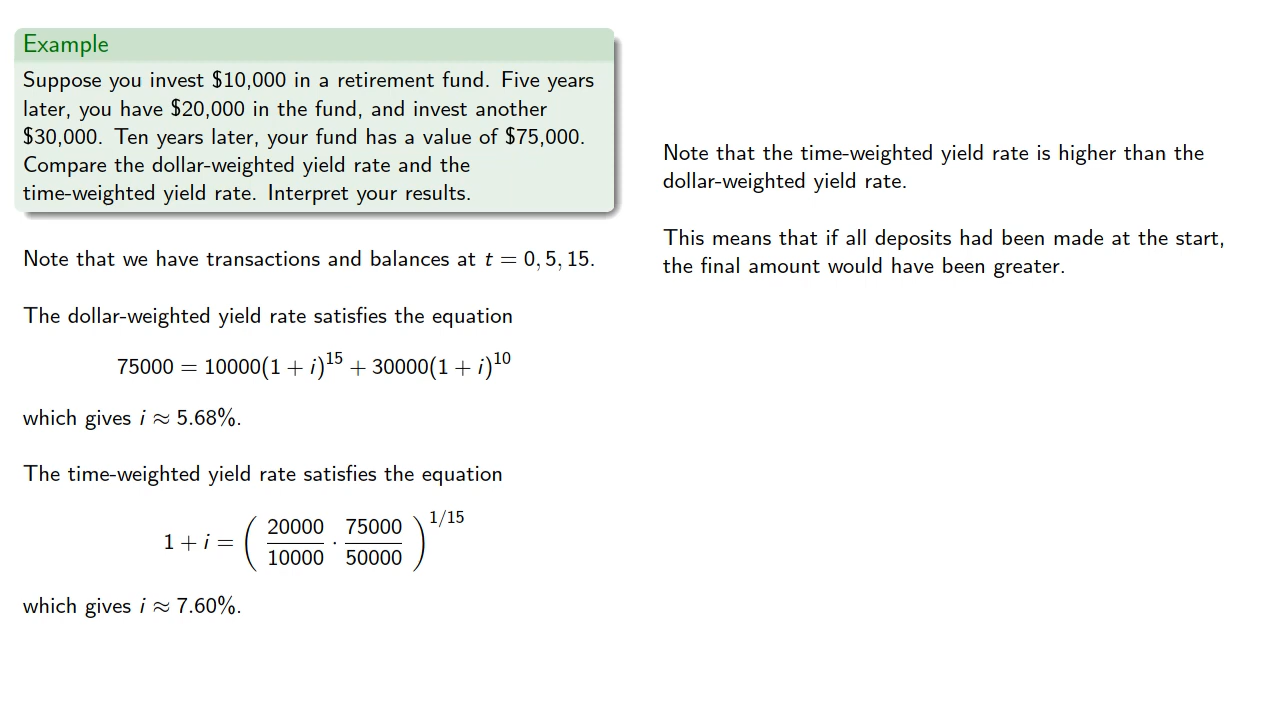 Example
Suppose you invest $10,000 in a retirement fund. Five years
later, you have $20,000 in the fund, and invest another
$30,000. Ten years later, your fund has a value of $75,000.
Compare the dollar-weighted yield rate and the
time-weighted yield rate. Interpret your results.
Note that we have transactions and balances at t = 0, 5, 15.
The dollar-weighted yield rate satisfies the equation
75000 = 10000(1 + i)^15 + 30000(1 + i)^10
which gives i ≈ 5.68%.
The time-weighted yield rate satisfies the equation
1 + i = ( 20000/10000 · 75000/50000 )^1/15
which gives i ≈ 7.60%.
Note that the time-weighted yield rate is higher than the
dollar-weighted yield rate.
This means that if all deposits had been made at the start,
the final amount would have been greater.